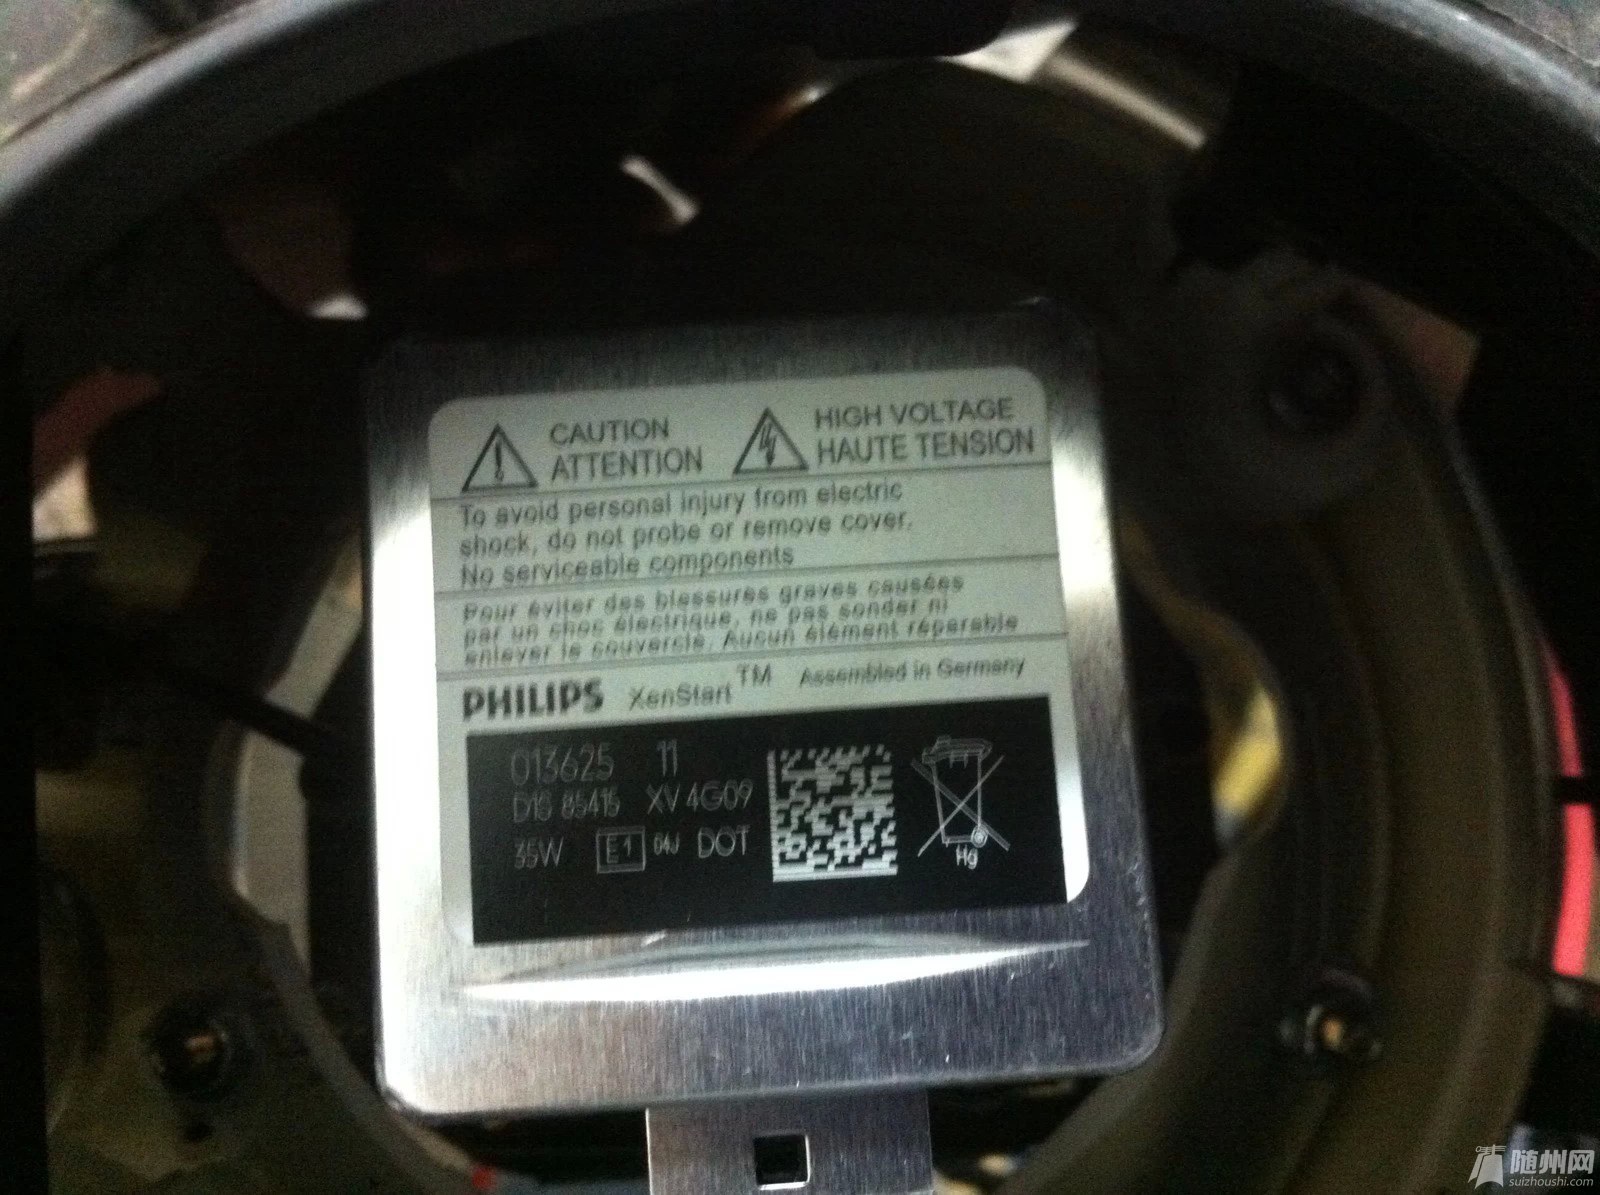 CAUTION
ATTENTION
HIGH VOLTAGE
HAUTE TENSION
To avoid personal injury from electric
shock, do not probe or remove cover.
No serviceable components
Pour éviter des blessures graves causées
par un choc électrique, ne pas sonder ni
enlever le couvercle. Aucun élément réparable
PHILIPS XenStart TM Assembled in Germany
013625 11
D1S 85415 XV 4G09
35W E1 04J DOT
Hg
随州网
suizhoushi.com